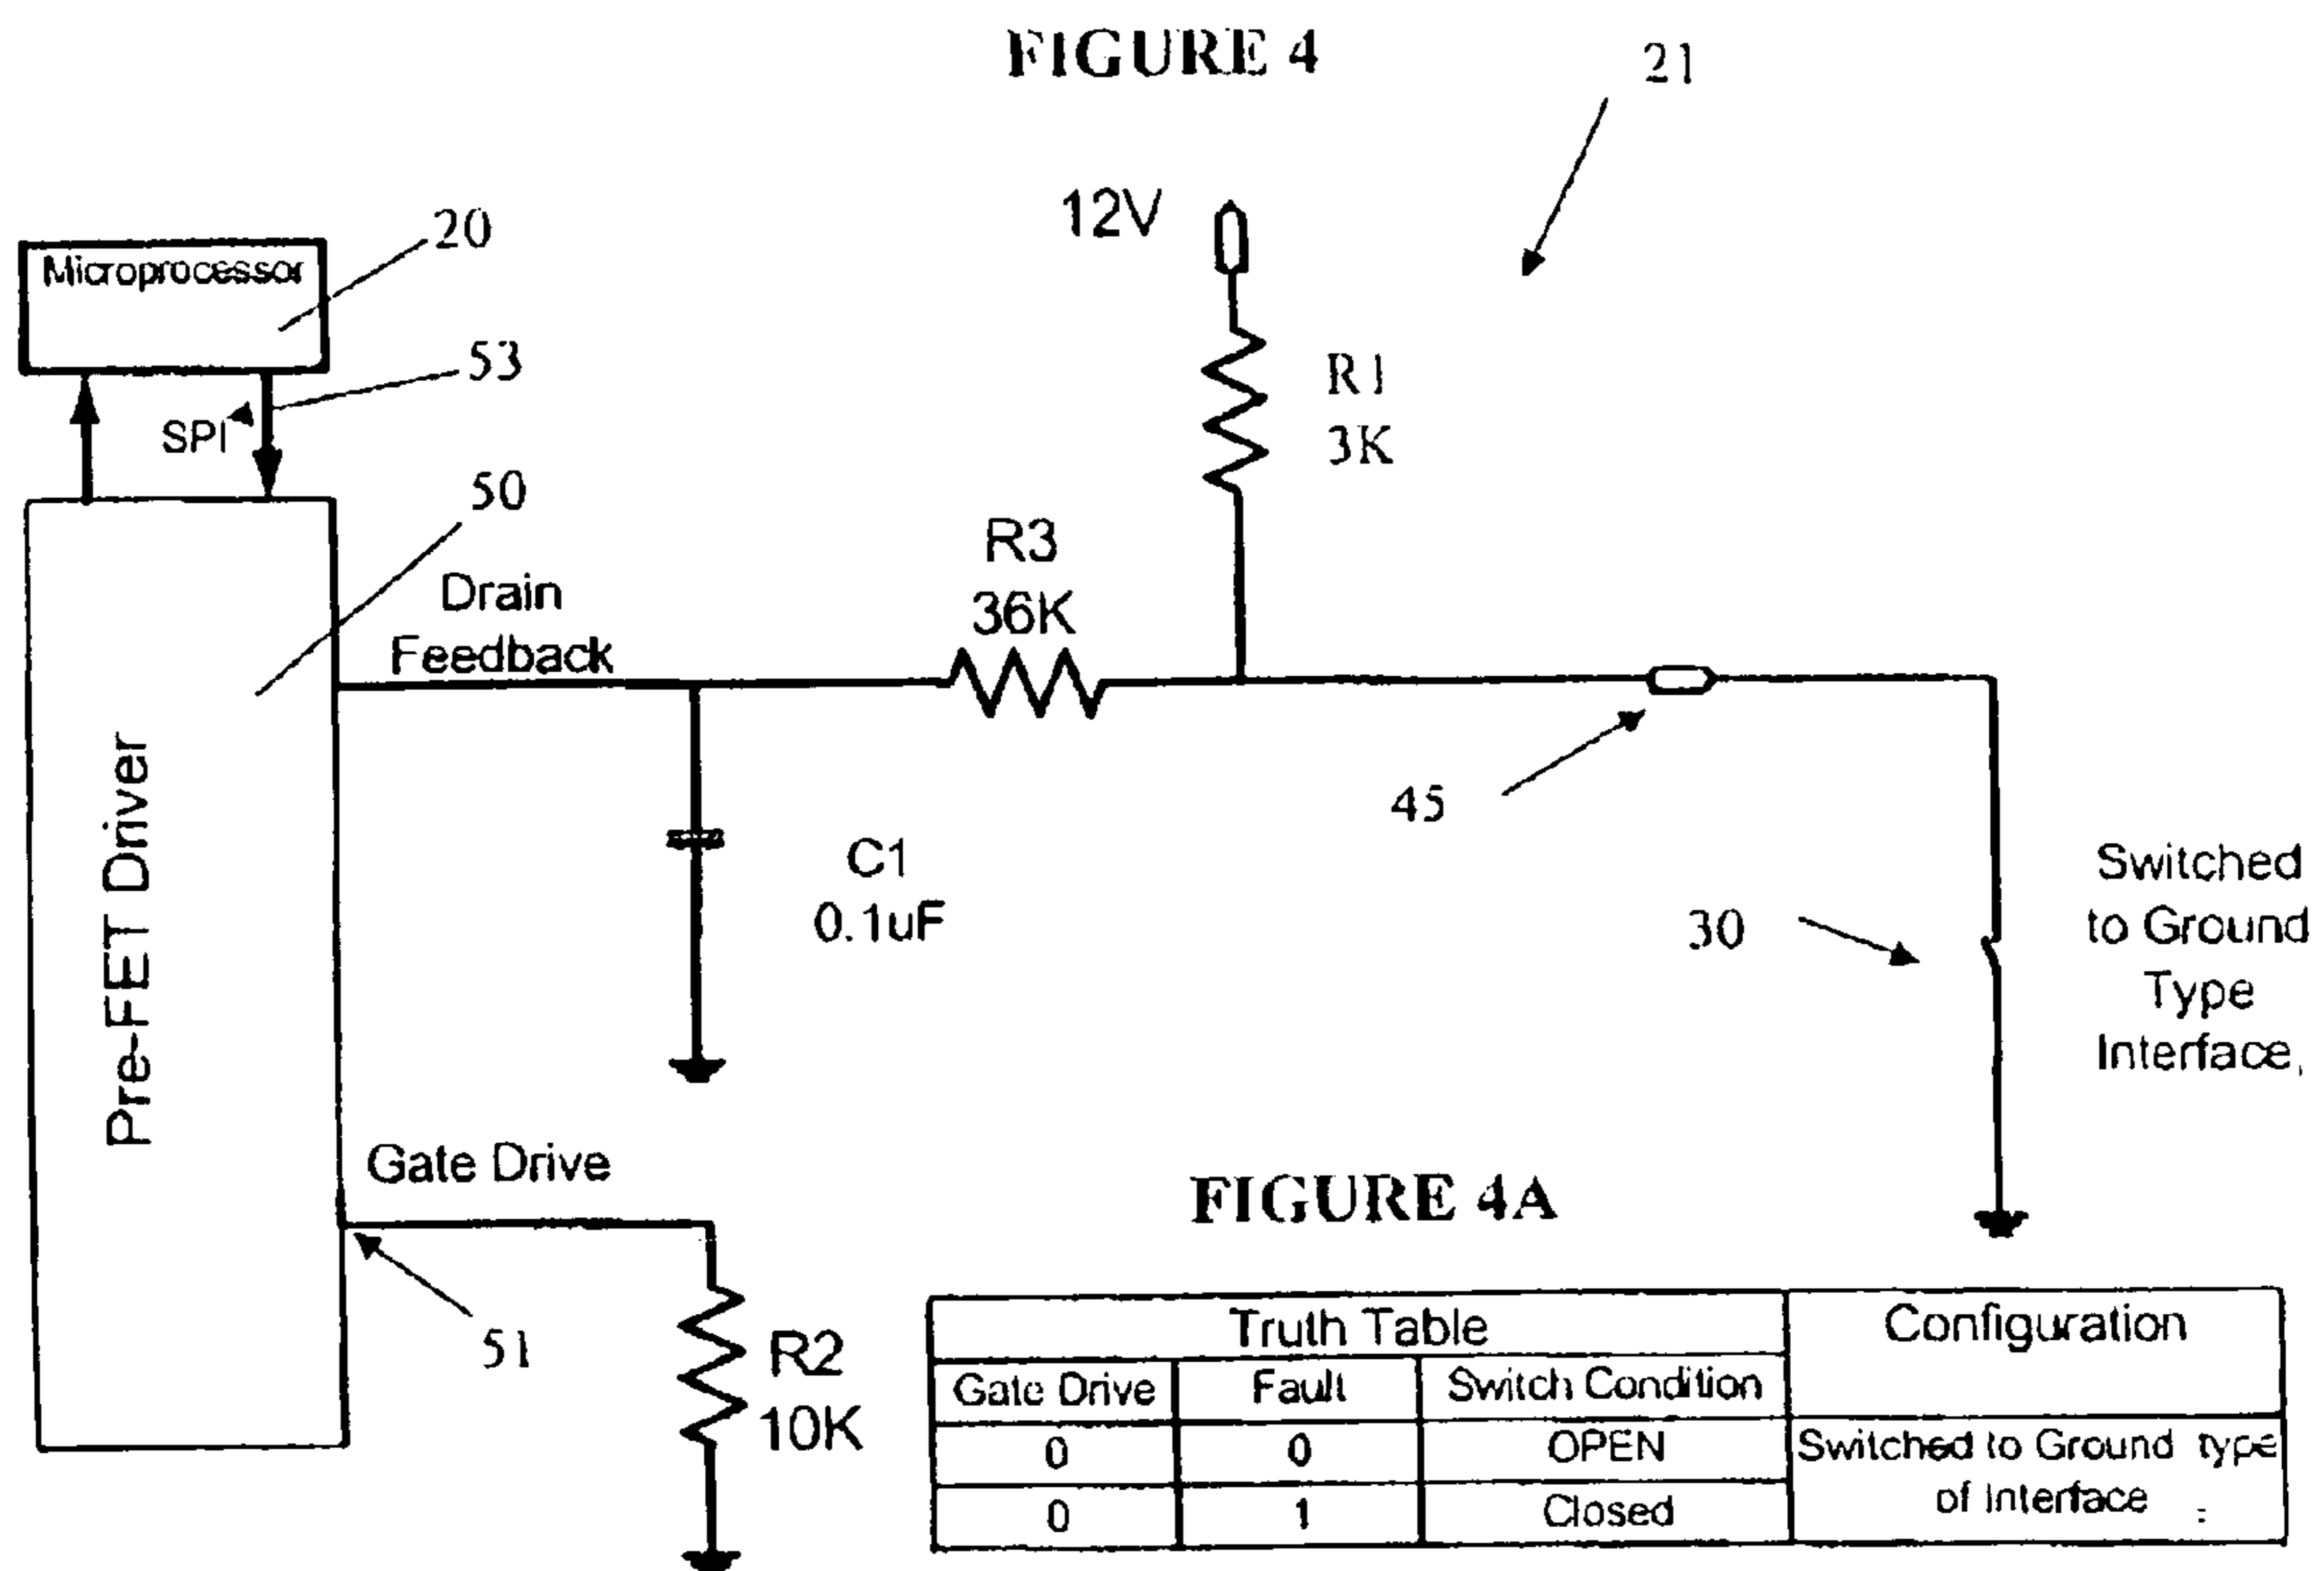 FIGURE 4
21
12V
20
Microprocessor
53
SPI
R1
3K
50
R3
36K
Drain
Feedback
45
Pre-FET Driver
C1
0.1uF
30
Switched
to Ground
Type
Interface,
Gate Drive
51
R2
10K
FIGURE 4A
Truth Table
Configuration
Gate Drive
Fault
Switch Condition
0
0
OPEN
Switched to Ground type
of Interface
0
1
Closed